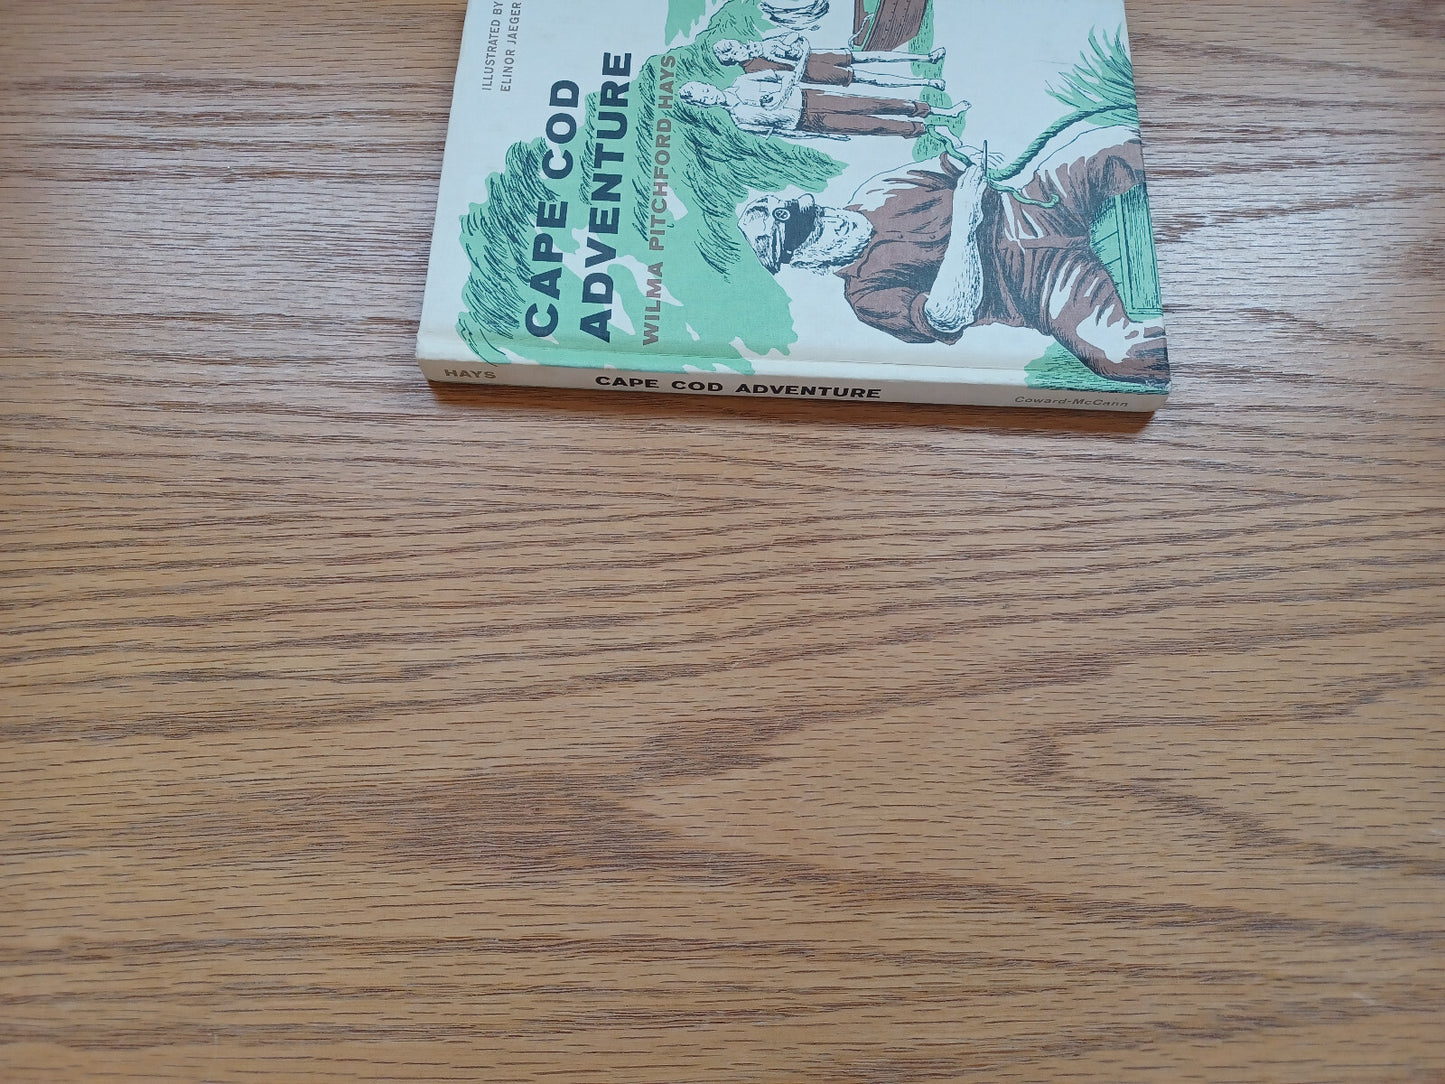 ILLUSTRATED BY
ELINOR JAEGER
CAPE COD
ADVENTURE
WILMA PITCHFORD HAYS
HAYS
CAPE COD ADVENTURE
Coward-McCann